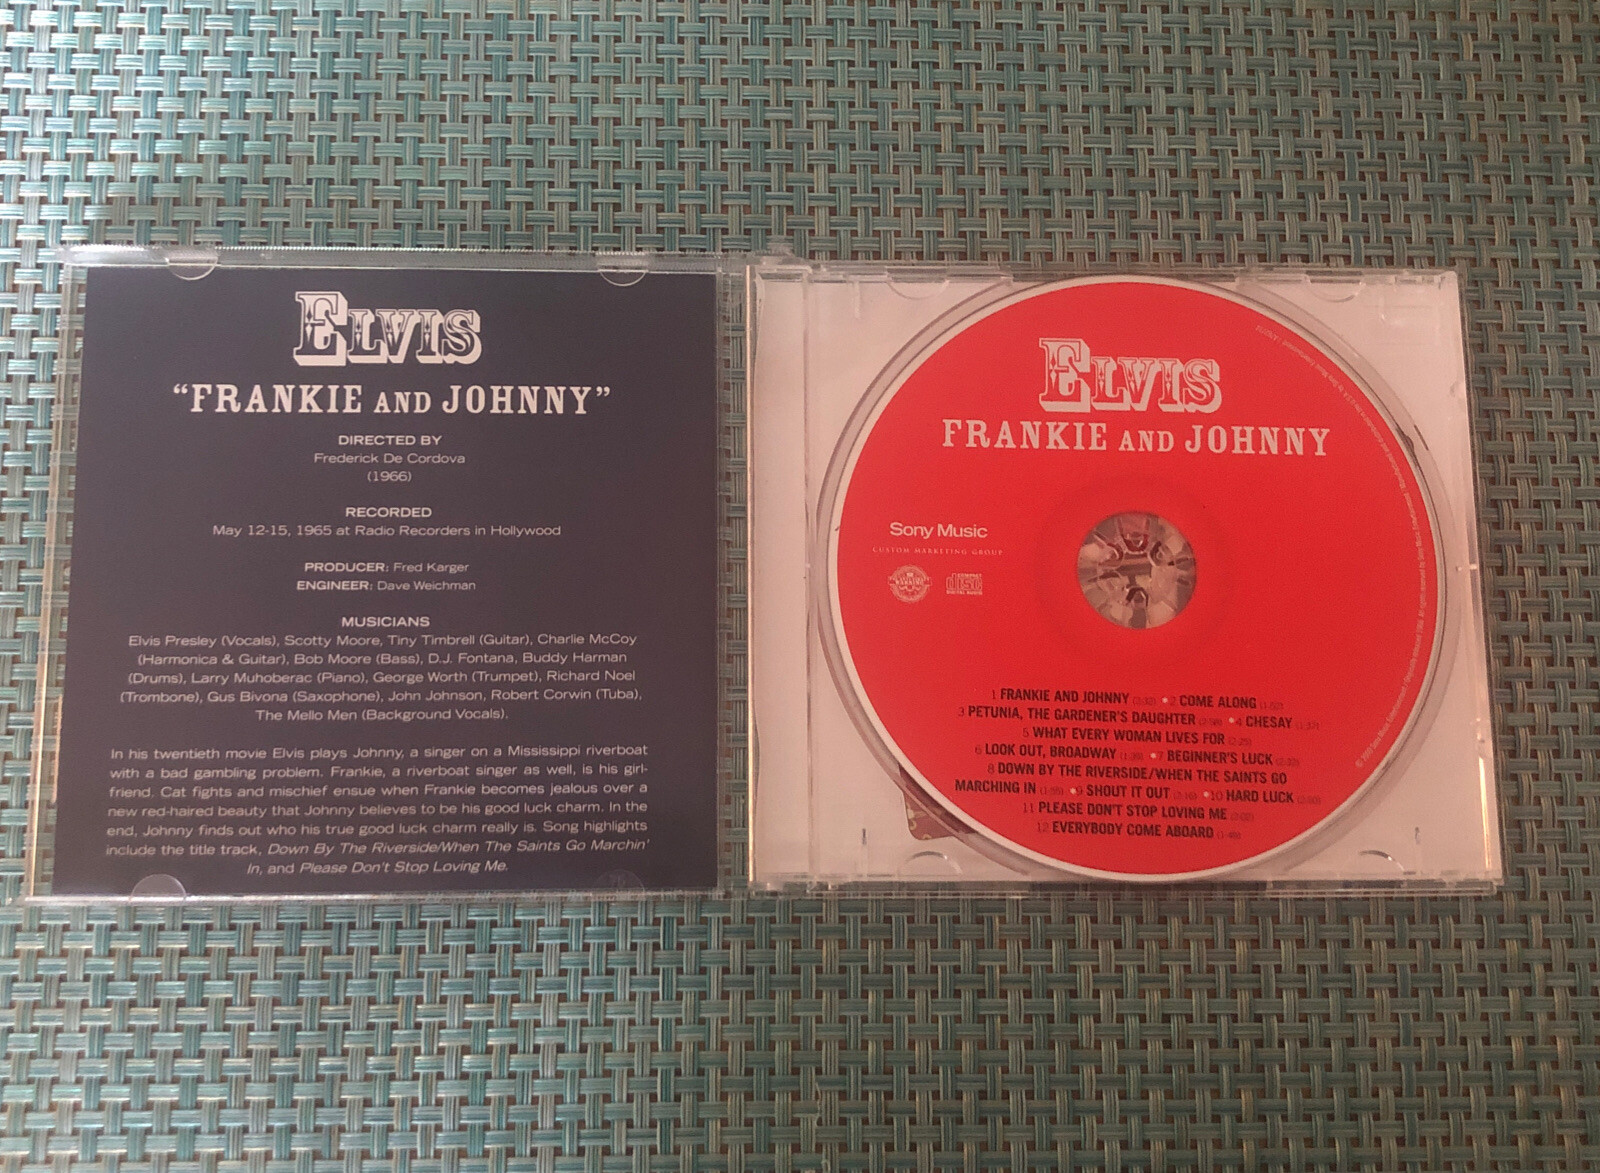 ELVIS
"FRANKIE AND JOHNNY"
DIRECTED BY
Frederick De Cordova
(1966)
RECORDED
May 12-15, 1965 at Radio Recorders in Hollywood
PRODUCER: Fred Karger
ENGINEER: Dave Weichman
MUSICIANS
Elvis Presley (Vocals), Scotty Moore, Tiny Timbrell (Guitar), Charlie McCoy
(Harmonica & Guitar), Bob Moore (Bass), D.J. Fontana, Buddy Harman
(Drums), Larry Muhoberac (Piano), George Worth (Trumpet), Richard Noel
(Trombone), Gus Bivona (Saxophone), John Johnson, Robert Corwin (Tuba),
The Mello Men (Background Vocals).
In his twentieth movie Elvis plays Johnny, a singer on a Mississippi riverboat
with a bad gambling problem. Frankie, a riverboat singer as well, is his girl-
friend. Cat fights and mischief ensue when Frankie becomes jealous over a
new red-haired beauty that Johnny believes to be his good luck charm. In the
end, Johnny finds out who his true good luck charm really is. Song highlights
include the title track, Down By The Riverside/When The Saints Go Marchin'
In, and Please Don't Stop Loving Me.
ELVIS
FRANKIE AND JOHNNY
Sony Music
CUSTOM MARKETING GROUP
COMPACT
disc
DIGITAL AUDIO
1 FRANKIE AND JOHNNY • 2 COME ALONG
3 PETUNIA, THE GARDENER'S DAUGHTER • 4 CHESAY
5 WHAT EVERY WOMAN LIVES FOR
6 LOOK OUT, BROADWAY • 7 BEGINNER'S LUCK
8 DOWN BY THE RIVERSIDE/WHEN THE SAINTS GO
MARCHING IN • 9 SHOUT IT OUT • 10 HARD LUCK
11 PLEASE DON'T STOP LOVING ME
12 EVERYBODY COME ABOARD